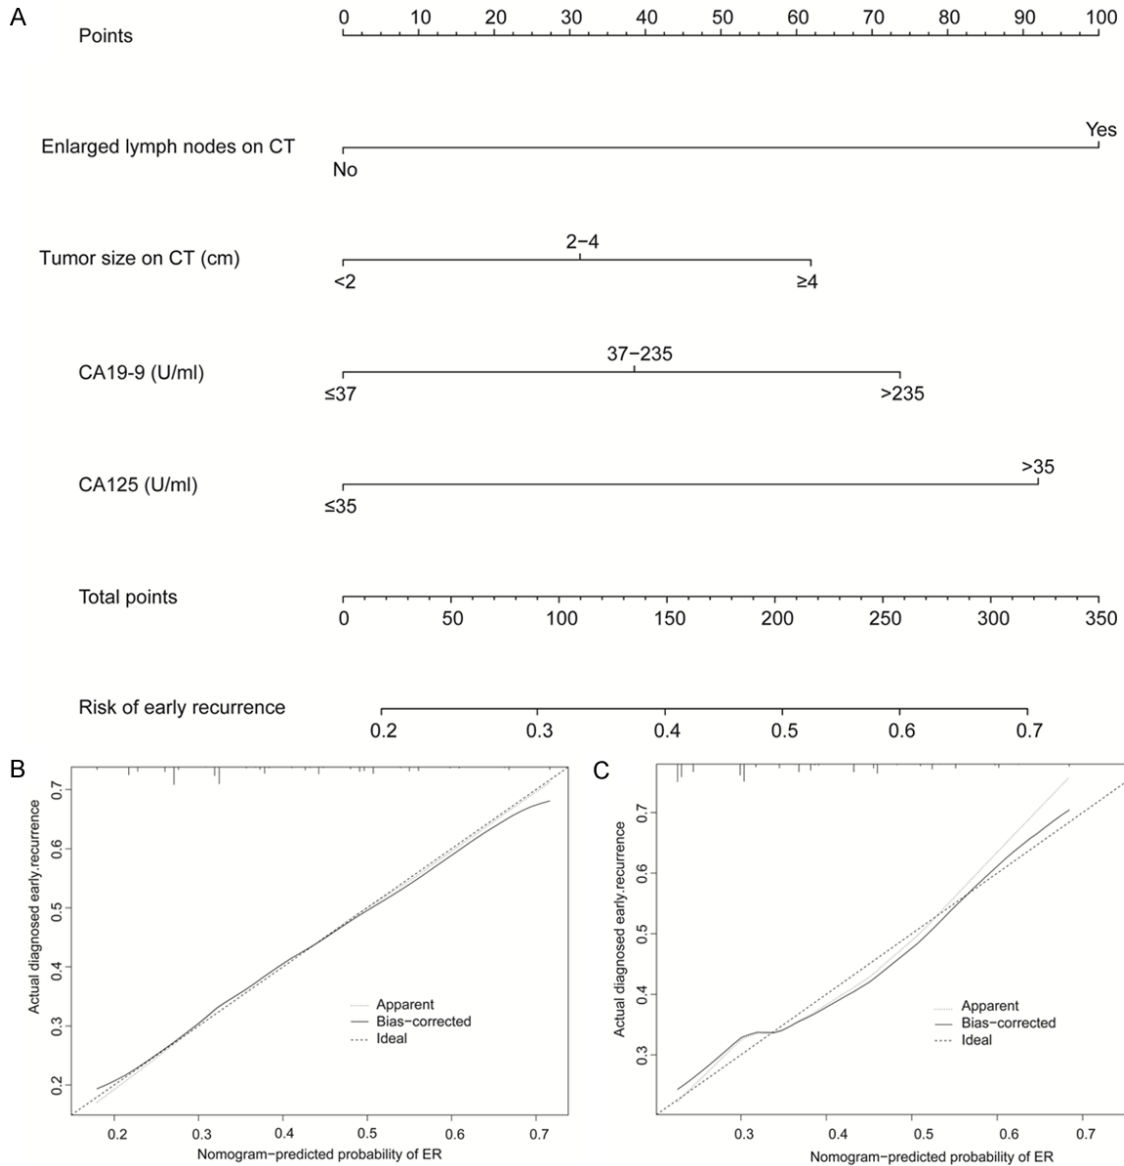 A
Points
0 10 20 30 40 50 60 70 80 90 100
Enlarged lymph nodes on CT
Yes
No
Tumor size on CT (cm)
2−4
<2
≥4
CA19-9 (U/ml)
37−235
≤37
>235
CA125 (U/ml)
>35
≤35
Total points
0 50 100 150 200 250 300 350
Risk of early recurrence
0.2 0.3 0.4 0.5 0.6 0.7
B
Actual diagnosed early.recurrence
0.7
0.6
0.5
0.4
0.3
0.2
Apparent
Bias−corrected
Ideal
0.2 0.3 0.4 0.5 0.6 0.7
Nomogram−predicted probability of ER
C
Actual diagnosed early.recurrence
0.7
0.6
0.5
0.4
0.3
Apparent
Bias−corrected
Ideal
0.3 0.4 0.5 0.6 0.7
Nomogram−predicted probability of ER